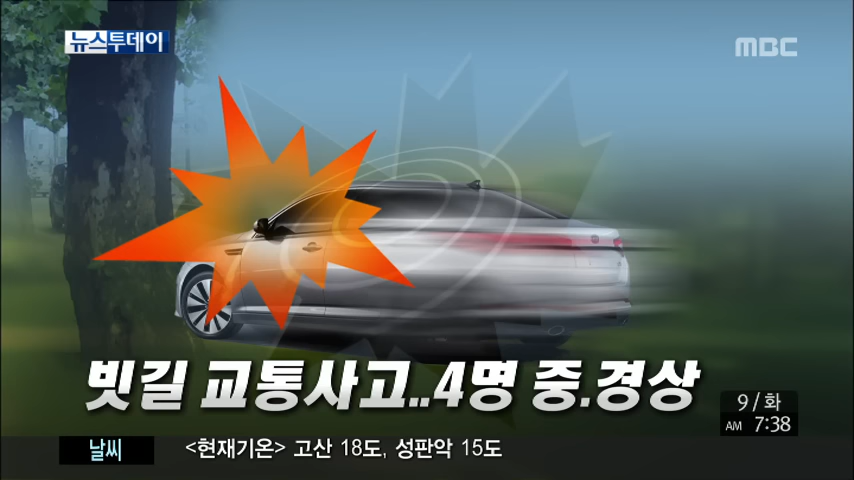 뉴스투데이
MBC
빗길 교통사고..4명 중.경상
9/화
AM 7:38
날씨
<현재기온> 고산 18도, 성판악 15도